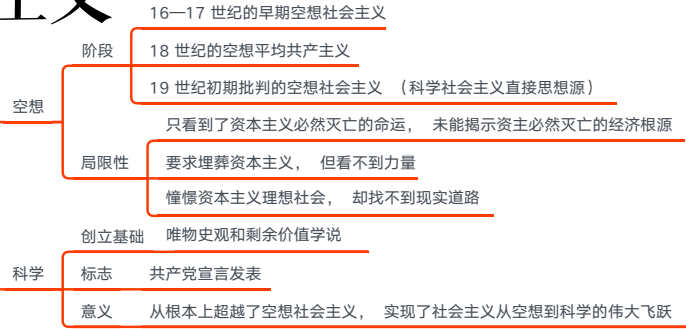 主义
16—17 世纪的早期空想社会主义
阶段
18 世纪的空想平均共产主义
19 世纪初期批判的空想社会主义 （科学社会主义直接思想源）
空想
只看到了资本主义必然灭亡的命运， 未能揭示资主必然灭亡的经济根源
局限性
要求埋葬资本主义， 但看不到力量
憧憬资本主义理想社会， 却找不到现实道路
创立基础 唯物史观和剩余价值学说
科学
标志 共产党宣言发表
意义 从根本上超越了空想社会主义， 实现了社会主义从空想到科学的伟大飞跃